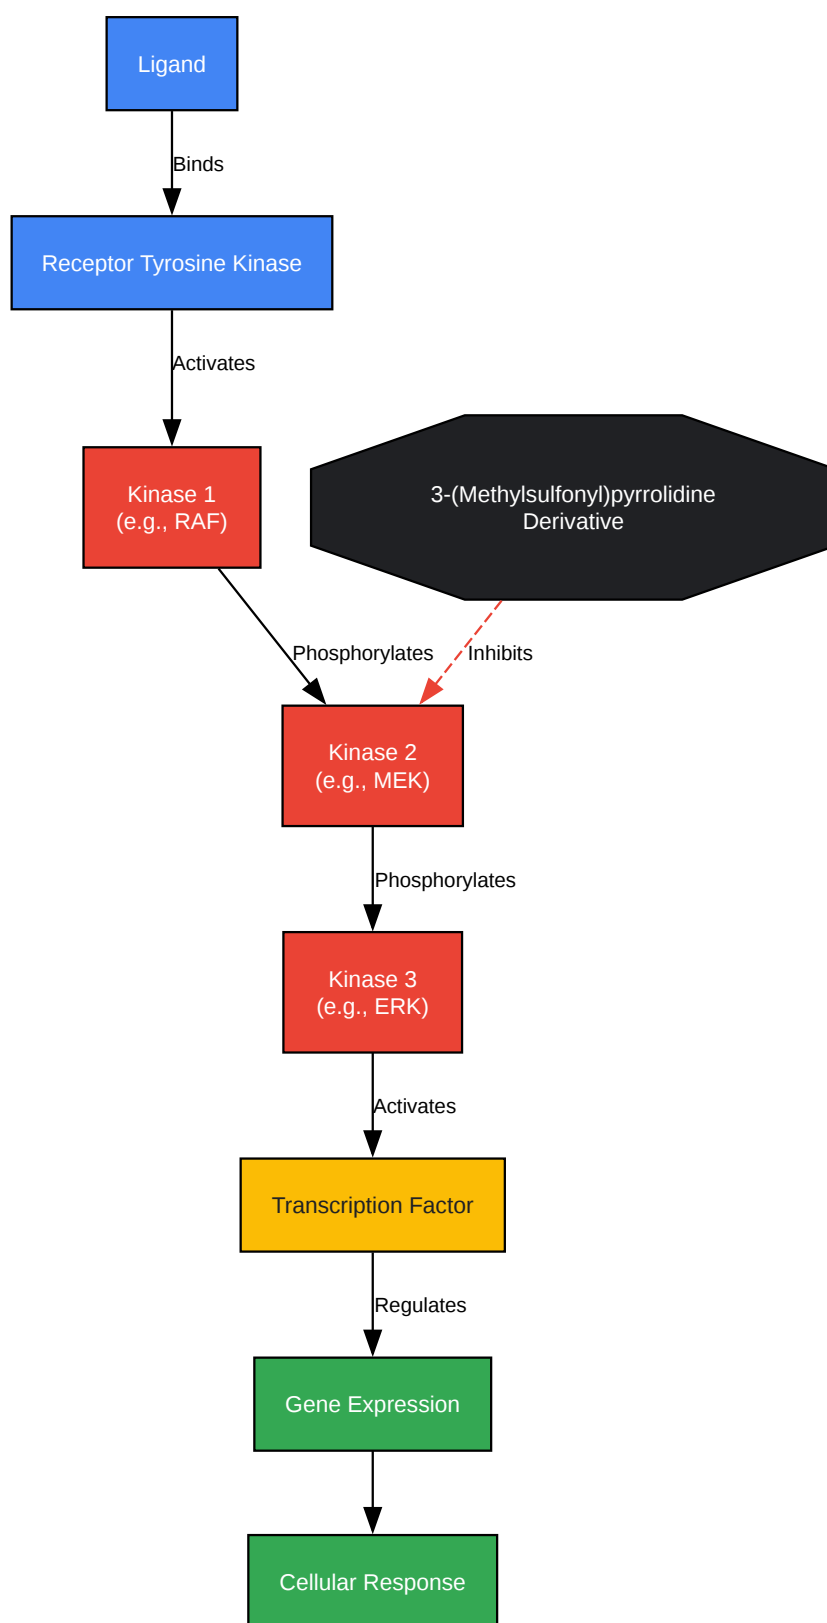 Ligand
Binds
Receptor Tyrosine Kinase
Activates
Kinase 1
(e.g., RAF)
3-(Methylsulfonyl)pyrrolidine
Derivative
Phosphorylates
Inhibits
Kinase 2
(e.g., MEK)
Phosphorylates
Kinase 3
(e.g., ERK)
Activates
Transcription Factor
Regulates
Gene Expression
Cellular Response